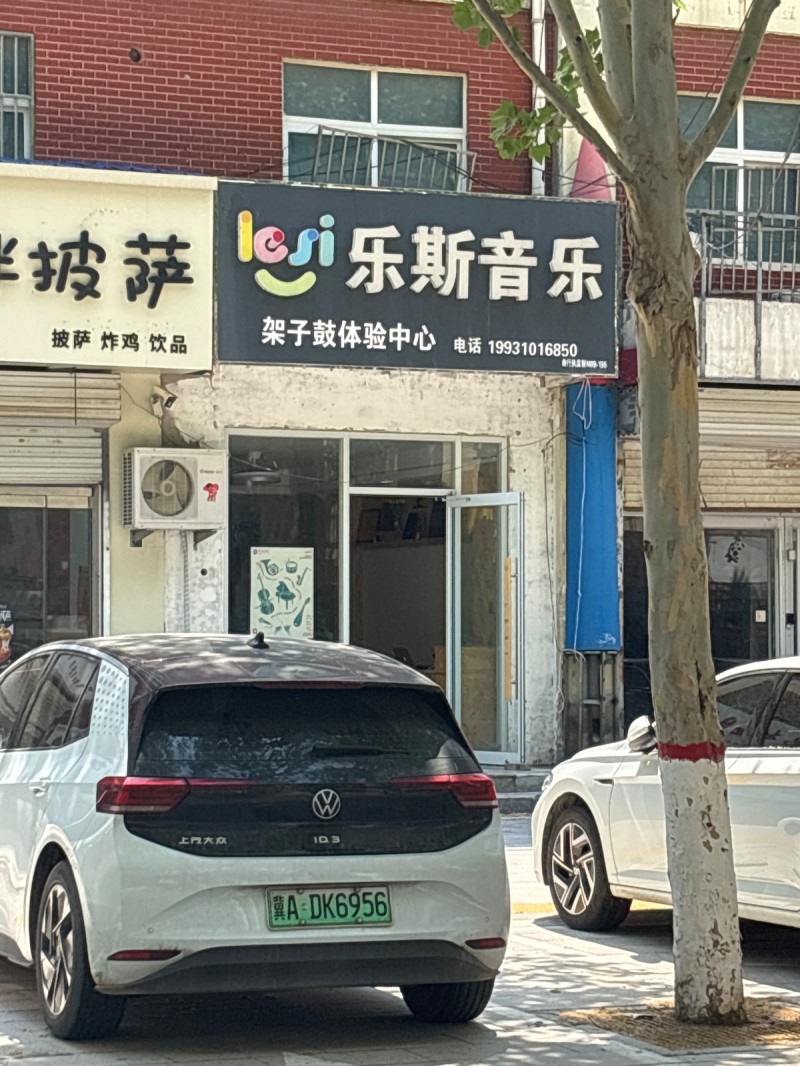 披萨
披萨 炸鸡 饮品
lesi 乐斯音乐
架子鼓体验中心 电话 19931016850
上汽大众 ID.3
冀A·DK6956